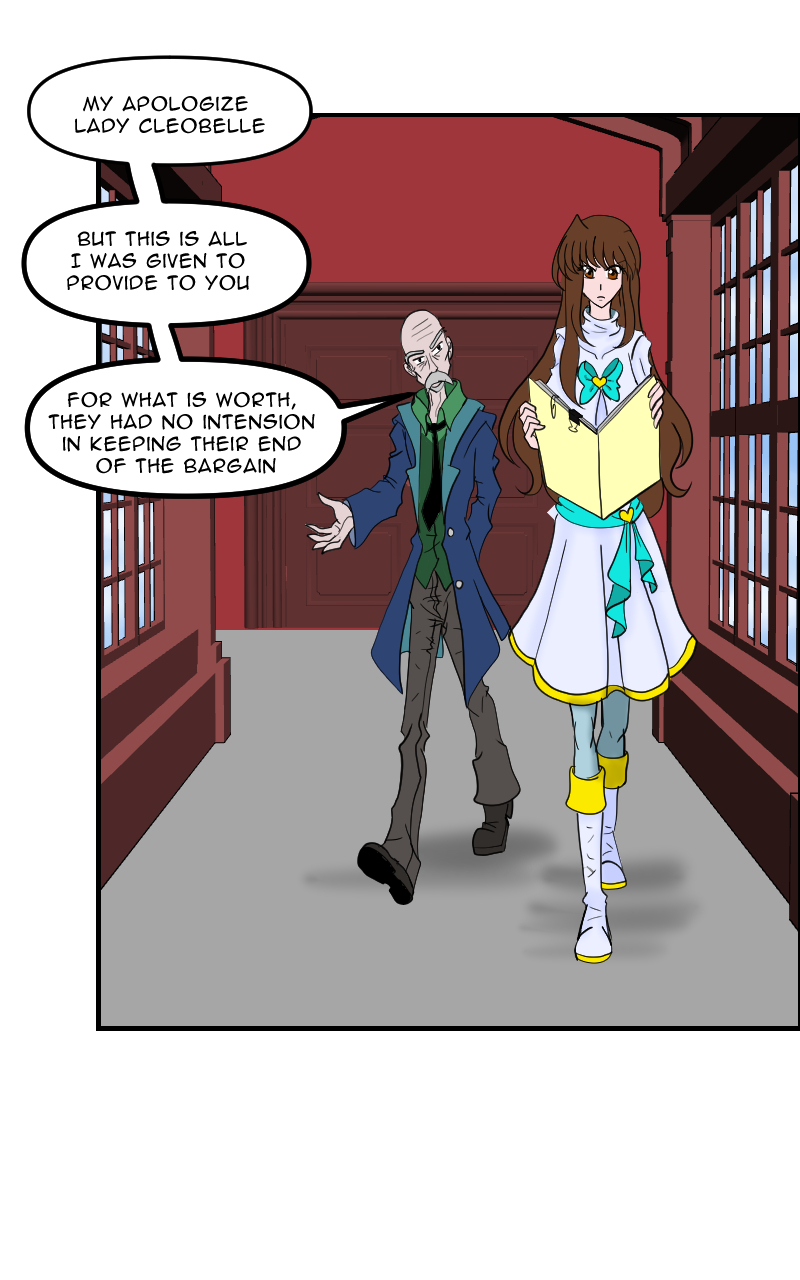 MY APOLOGIZE
LADY CLEOBELLE
BUT THIS IS ALL
I WAS GIVEN TO
PROVIDE TO YOU
FOR WHAT IS WORTH,
THEY HAD NO INTENSION
IN KEEPING THEIR END
OF THE BARGAIN